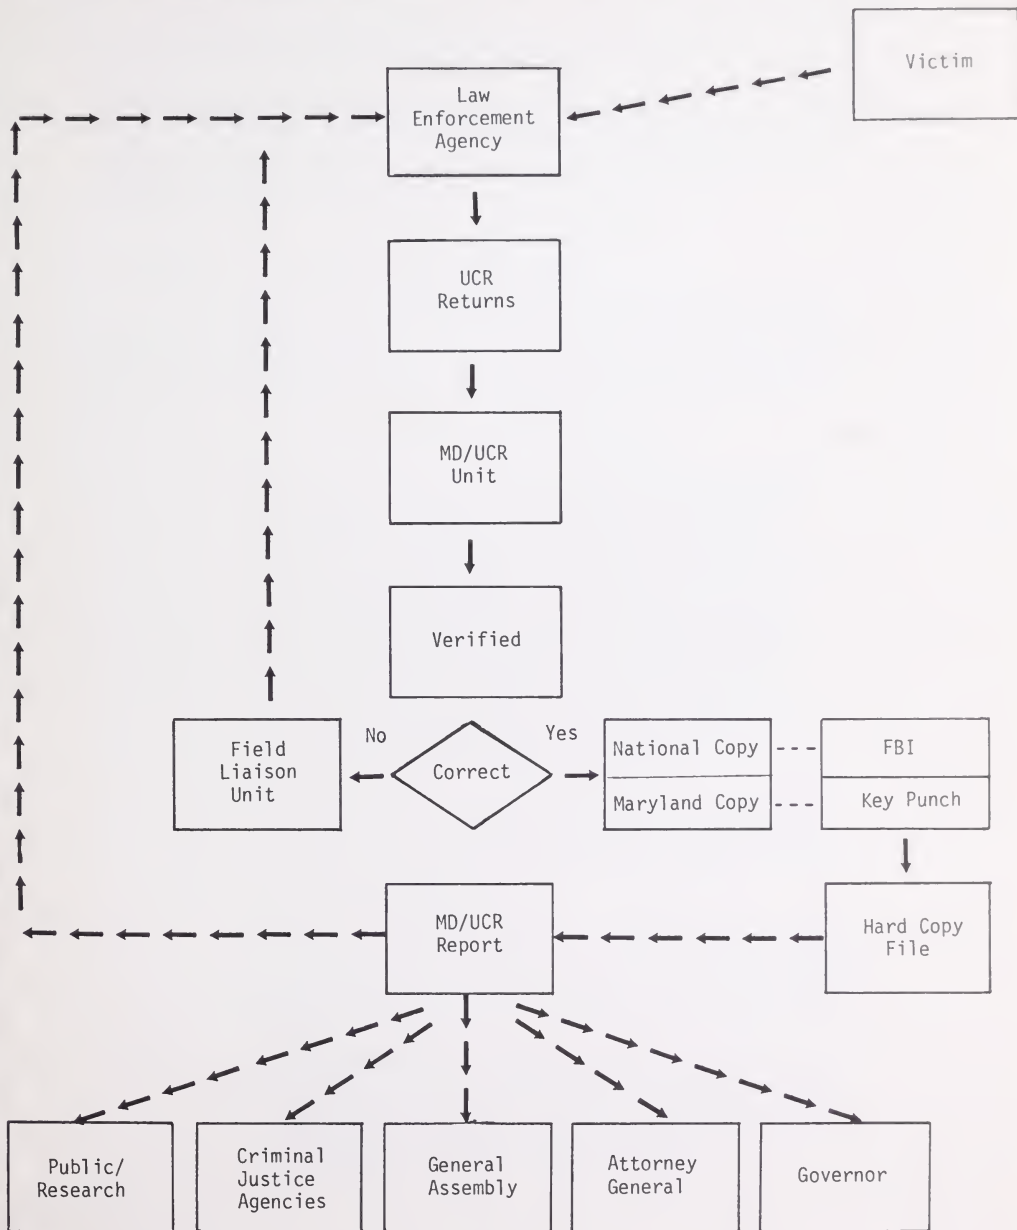 Victim
Law
Enforcement
Agency
UCR
Returns
MD/UCR
Unit
Verified
Field
Liaison
Unit
No
Correct
Yes
National Copy
Maryland Copy
FBI
Key Punch
MD/UCR
Report
Hard Copy
File
Public/
Research
Criminal
Justice
Agencies
General
Assembly
Attorney
General
Governor